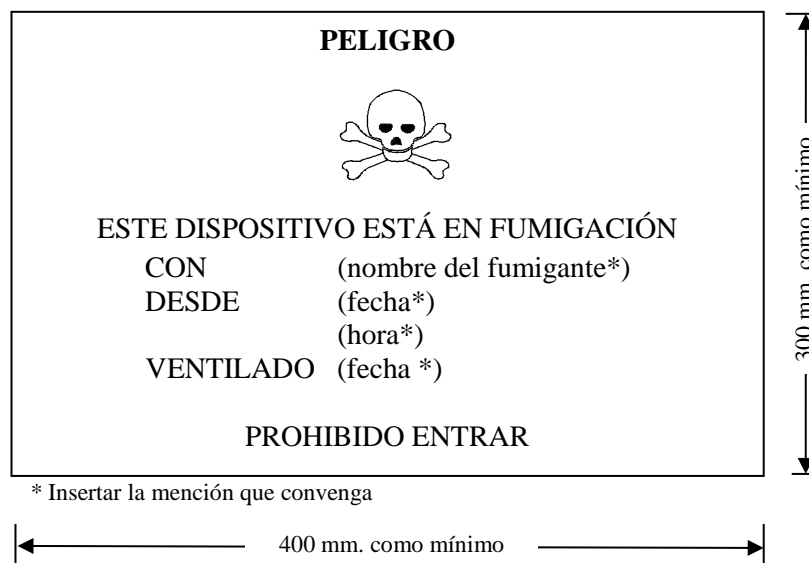 PELIGRO
ESTE DISPOSITIVO ESTÁ EN FUMIGACIÓN
CON (nombre del fumigante*)
DESDE (fecha*)
(hora*)
VENTILADO (fecha *)
PROHIBIDO ENTRAR
* Insertar la mención que convenga
400 mm. como mínimo
300 mm. como mínimo